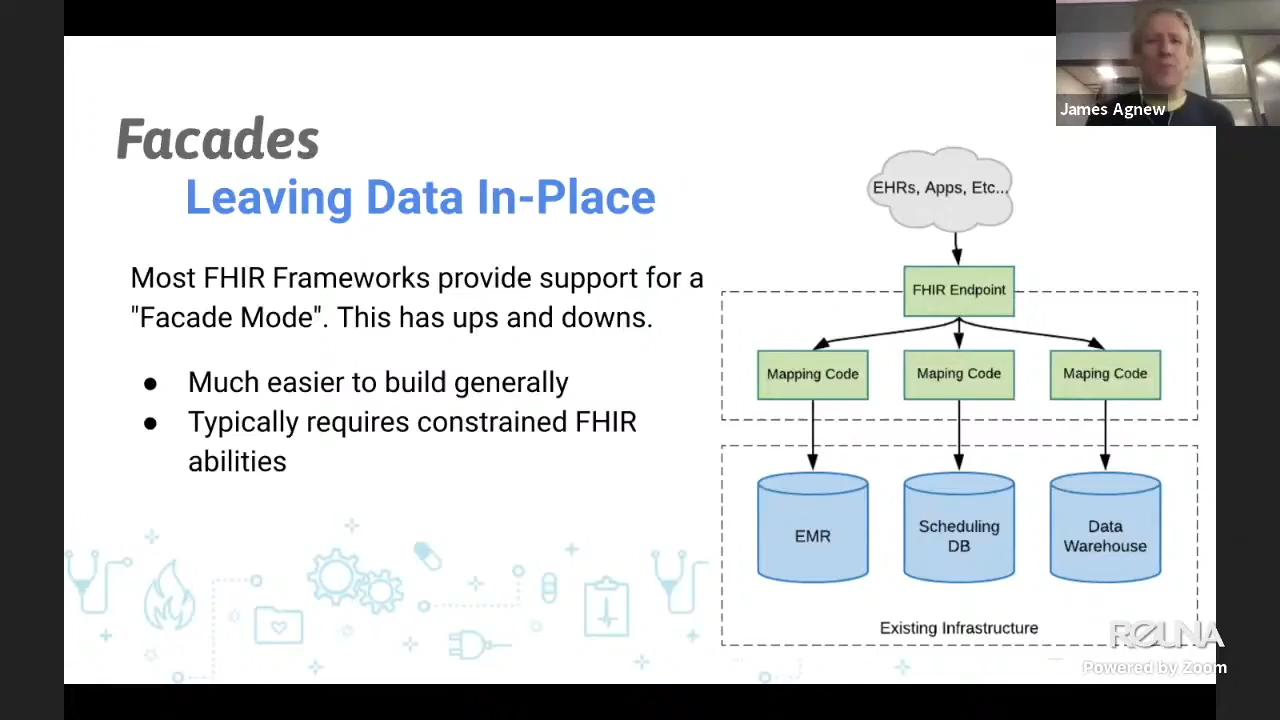 James Agnew
Facades
Leaving Data In-Place
Most FHIR Frameworks provide support for a
"Facade Mode". This has ups and downs.
● Much easier to build generally
● Typically requires constrained FHIR
abilities
EHRs, Apps, Etc...
FHIR Endpoint
Mapping Code
Maping Code
Maping Code
EMR
Scheduling
DB
Data
Warehouse
Existing Infrastructure
REUNA
Powered by Zoom